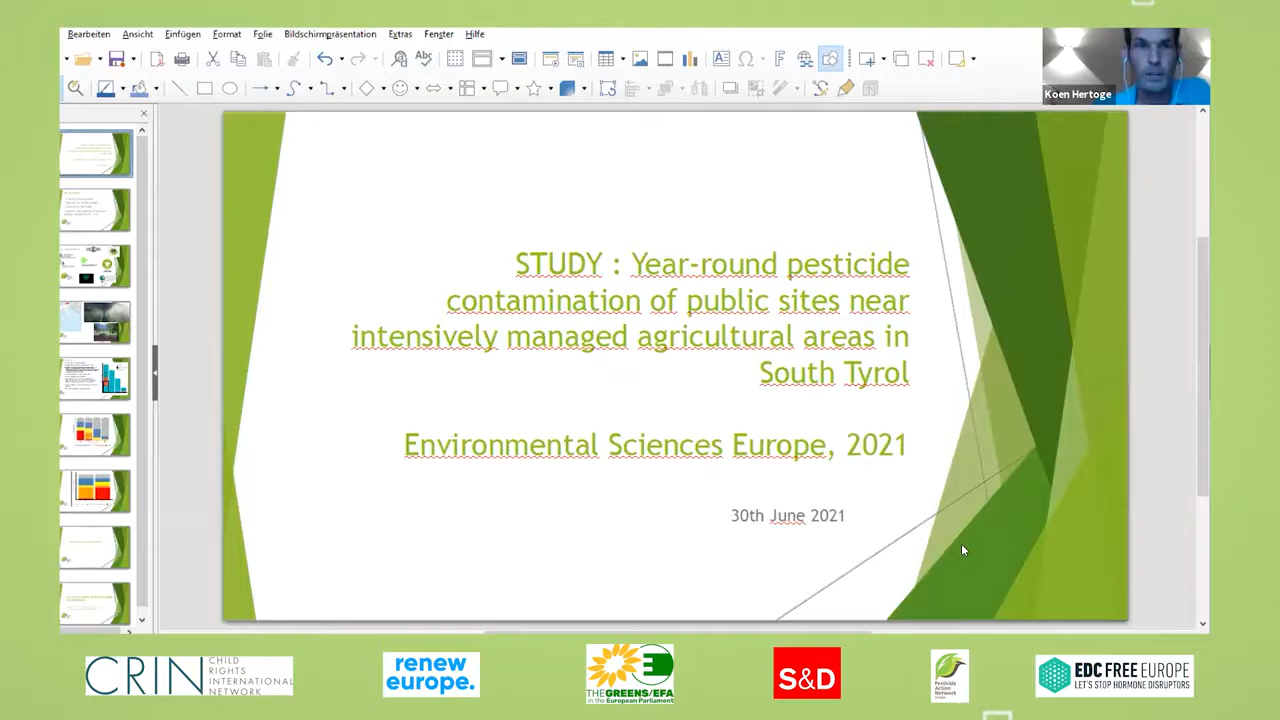 Bearbeiten Ansicht Einfügen Format Folie Bildschirmpräsentation Extras Fenster Hilfe
Koen Hertoge
STUDY : Year-round pesticide
contamination of public sites near
intensively managed agricultural areas in
South Tyrol
Environmental Sciences Europe, 2021
30th June 2021
CRIN CHILD
RIGHTS
INTERNATIONAL
NETWORK
renew
europe.
THE GREENS/EFA
in the European Parliament
S&D
Pesticide
Action
Network
EDC FREE EUROPE
LET'S STOP HORMONE DISRUPTORS